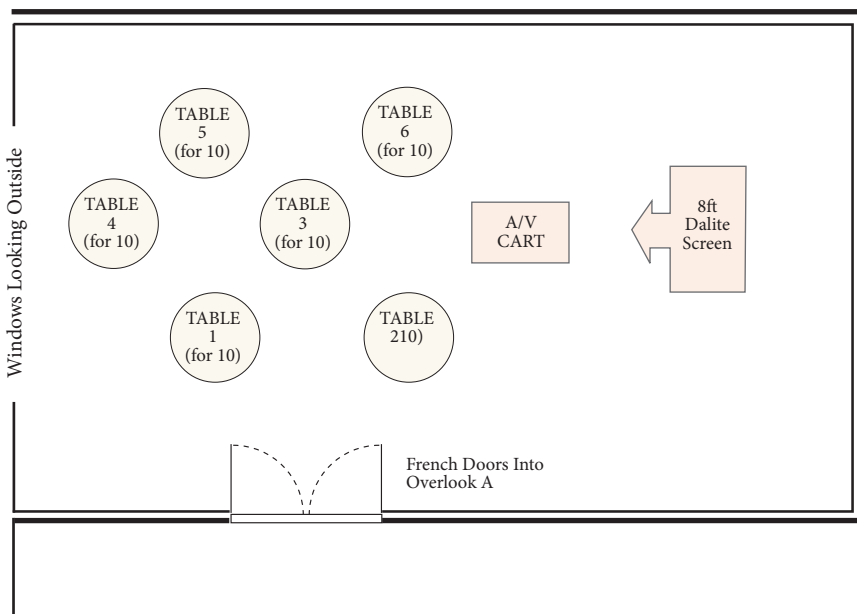 TABLE
5
(for 10)
TABLE
6
(for 10)
Windows Looking Outside
TABLE
4
(for 10)
TABLE
3
(for 10)
A/V
CART
8ft
Dalite
Screen
TABLE
1
(for 10)
TABLE
210)
French Doors Into
Overlook A